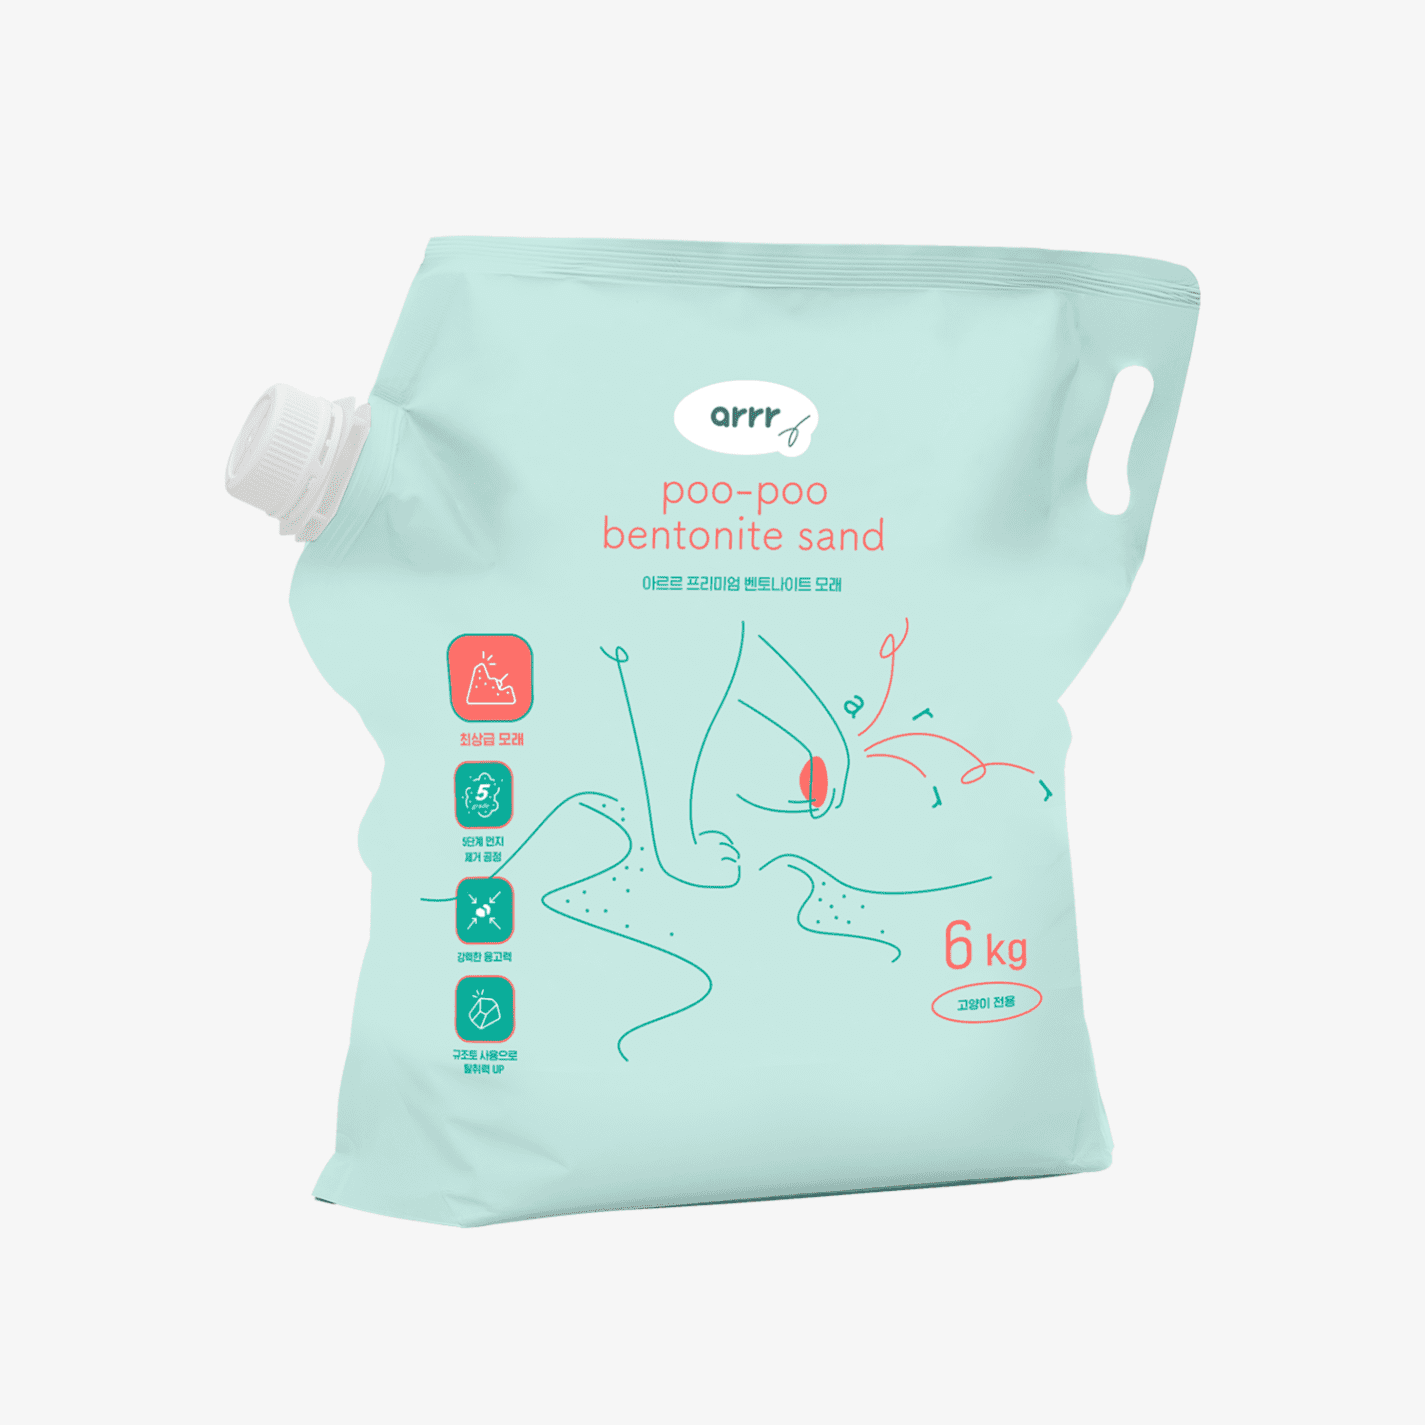 arrr
poo-poo
bentonite sand
아르르 프리미엄 벤토나이트 모래
a r r r
최상급 모래
5
grade
5단계 먼지
제거 공정
강력한 응고력
규조토 사용으로
탈취력 UP
6 kg
고양이 전용